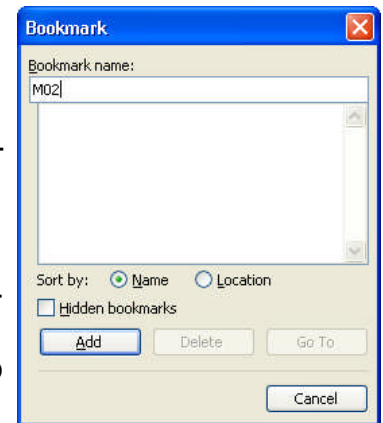 Bookmark
Bookmark name:
M02
Sort by: Name Location
Hidden bookmarks
Add Delete Go To
Cancel